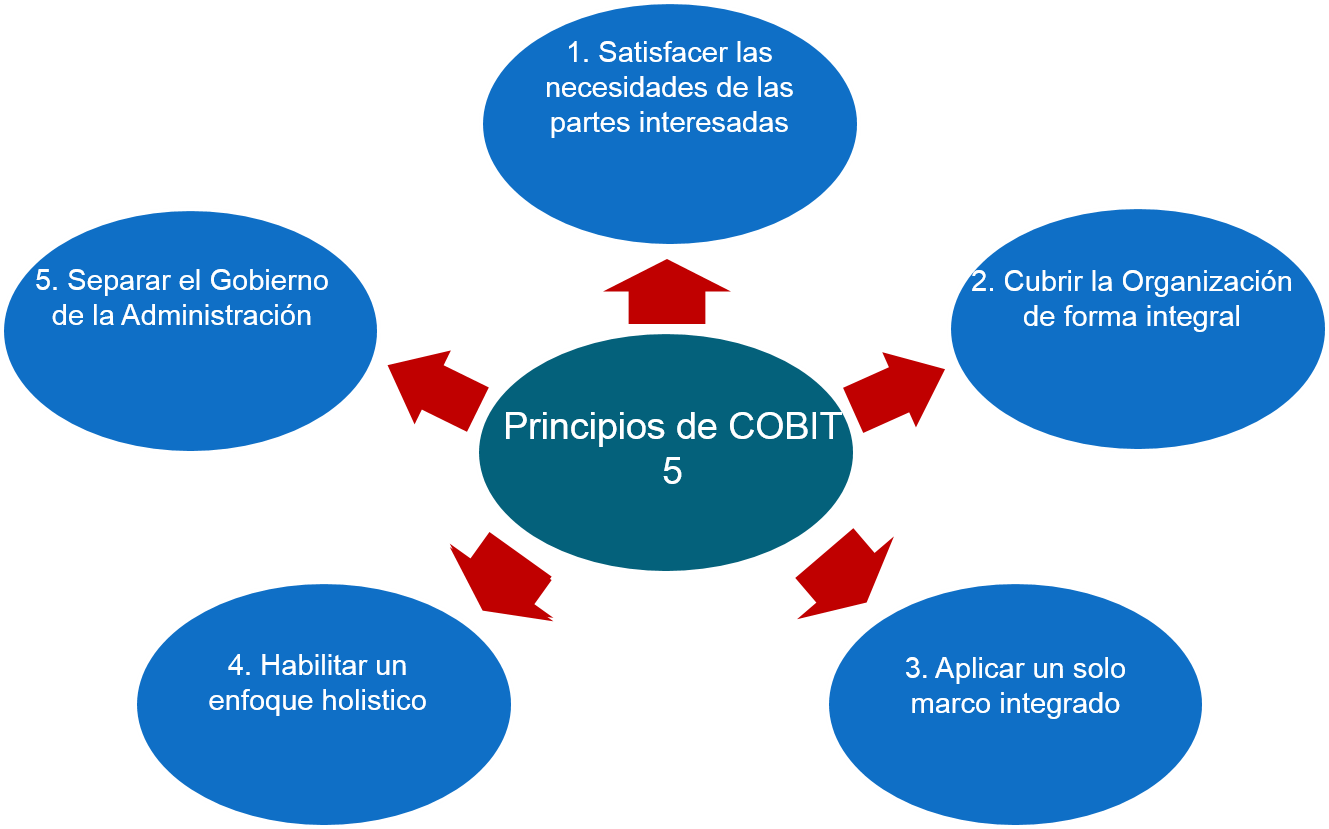 1. Satisfacer las
necesidades de las
partes interesadas
5. Separar el Gobierno
de la Administración
2. Cubrir la Organización
de forma integral
Principios de COBIT
5
4. Habilitar un
enfoque holistico
3. Aplicar un solo
marco integrado